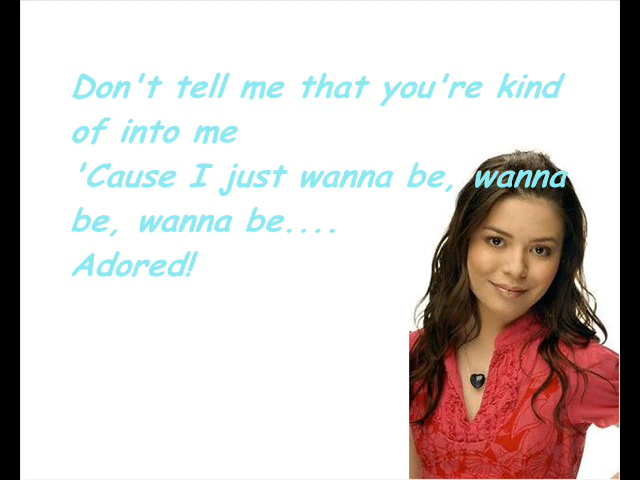 Don't tell me that you're kind
of into me
'Cause I just wanna be, wanna
be, wanna be....
Adored!